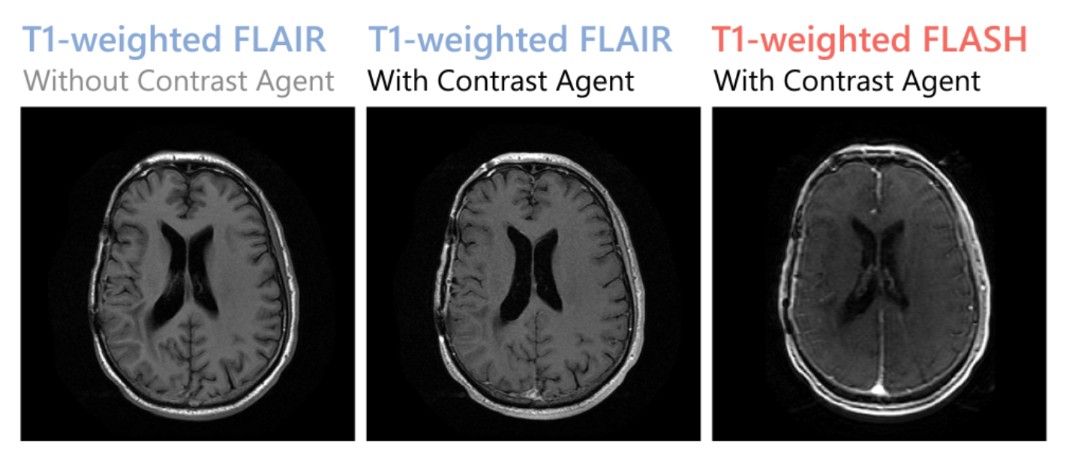 T1-weighted FLAIR
Without Contrast Agent
T1-weighted FLAIR
With Contrast Agent
T1-weighted FLASH
With Contrast Agent